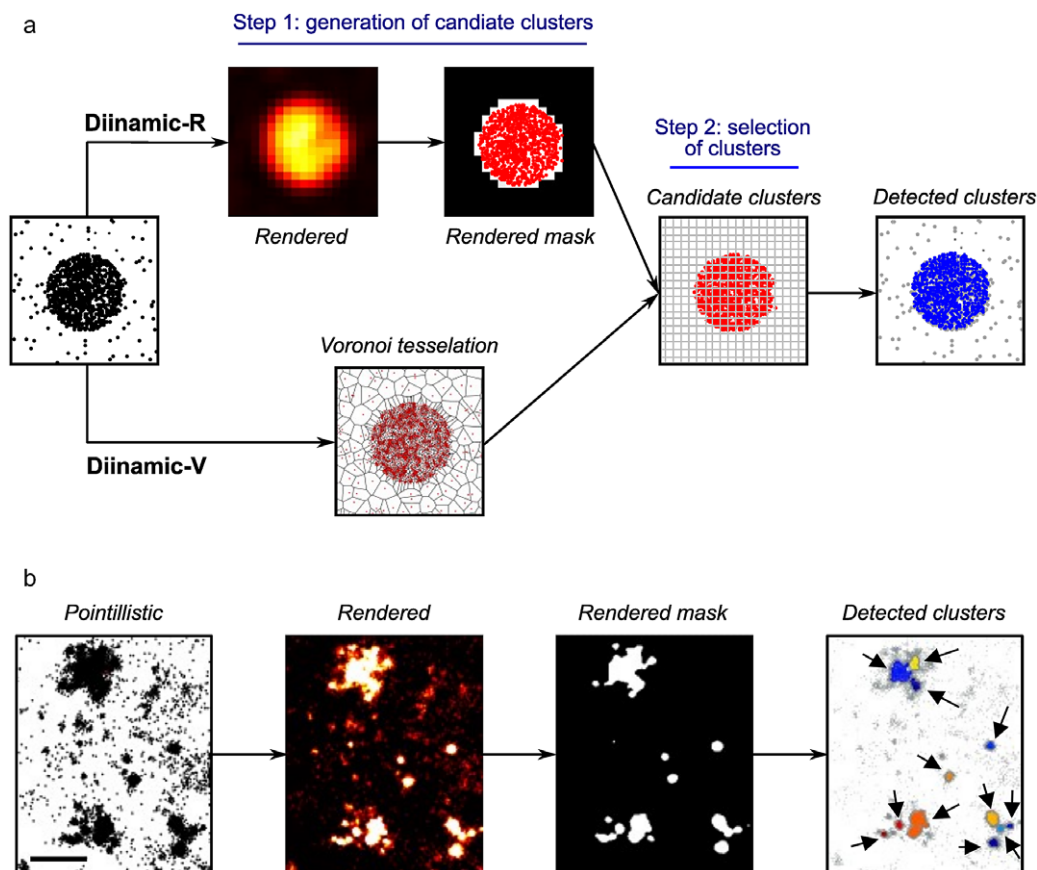 a
Step 1: generation of candiate clusters
Diinamic-R
Step 2: selection
of clusters
Rendered
Rendered mask
Candidate clusters
Detected clusters
Voronoi tesselation
Diinamic-V
b
Pointillistic
Rendered
Rendered mask
Detected clusters